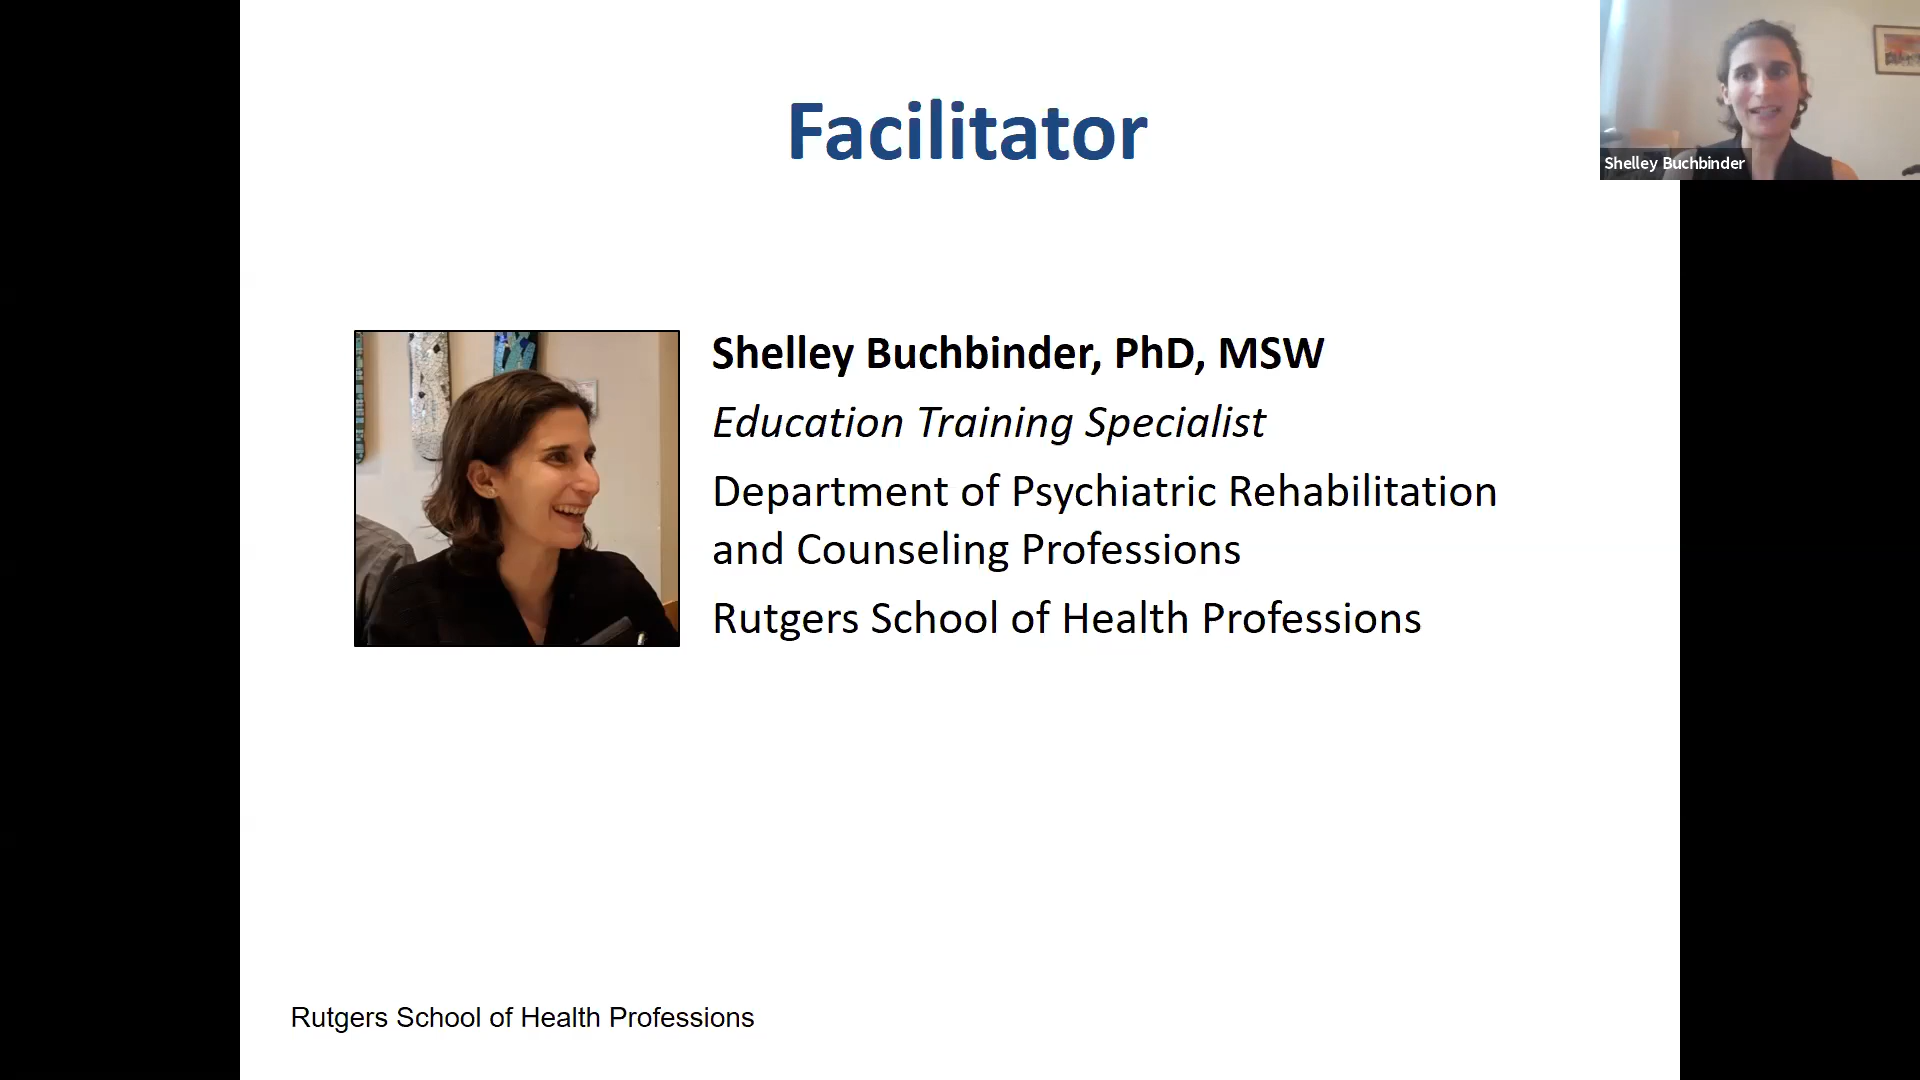 Facilitator
Shelley Buchbinder
Shelley Buchbinder, PhD, MSW
Education Training Specialist
Department of Psychiatric Rehabilitation
and Counseling Professions
Rutgers School of Health Professions
Rutgers School of Health Professions